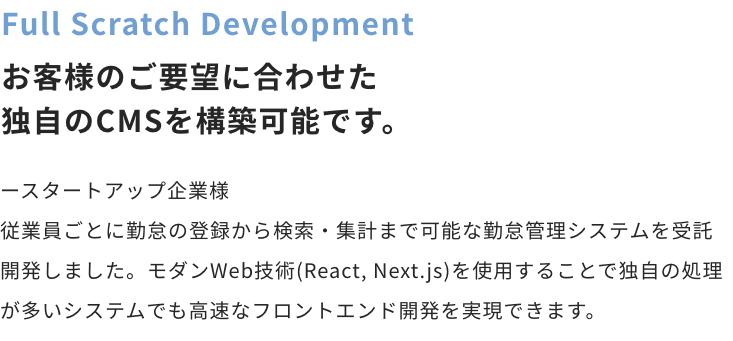 Full Scratch Development
お客様のご要望に合わせた
独自のCMSを構築可能です。
ースタートアップ企業様
従業員ごとに勤怠の登録から検索・集計まで可能な勤怠管理システムを受託
開発しました。モダンWeb技術(React, Next.js)を使用することで独自の処理
が多いシステムでも高速なフロントエンド開発を実現できます。